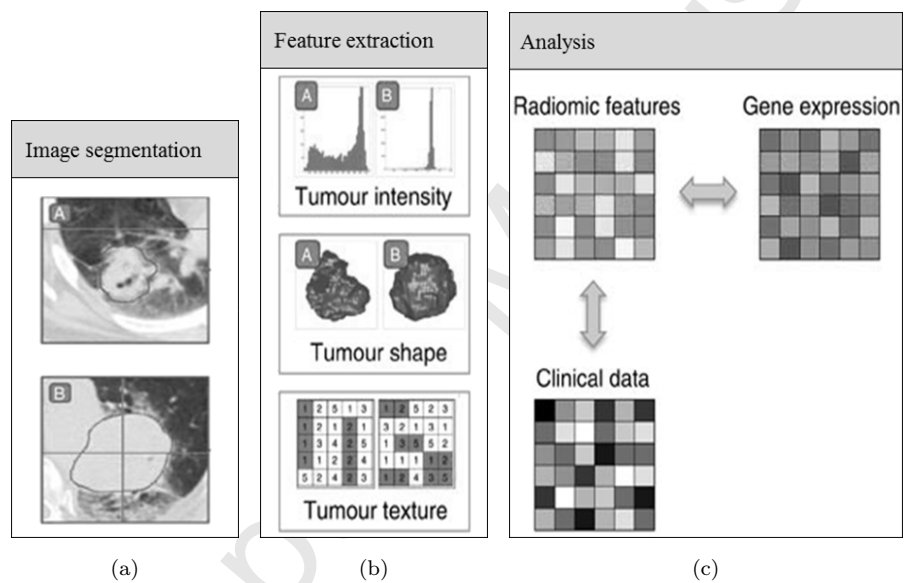 Image segmentation
A
B
(a)
Feature extraction
A B
Tumour intensity
A B
Tumour shape
1 2 5 1 3 1 2 5 2 3
1 2 1 2 1 3 2 1 3 1
1 3 4 2 5 1 3 5 5 2
1 1 2 2 2 1 1 1 1 2
5 2 4 2 3 1 2 4 3 5
Tumour texture
(b)
Analysis
Radiomic features Gene expression
Clinical data
(c)